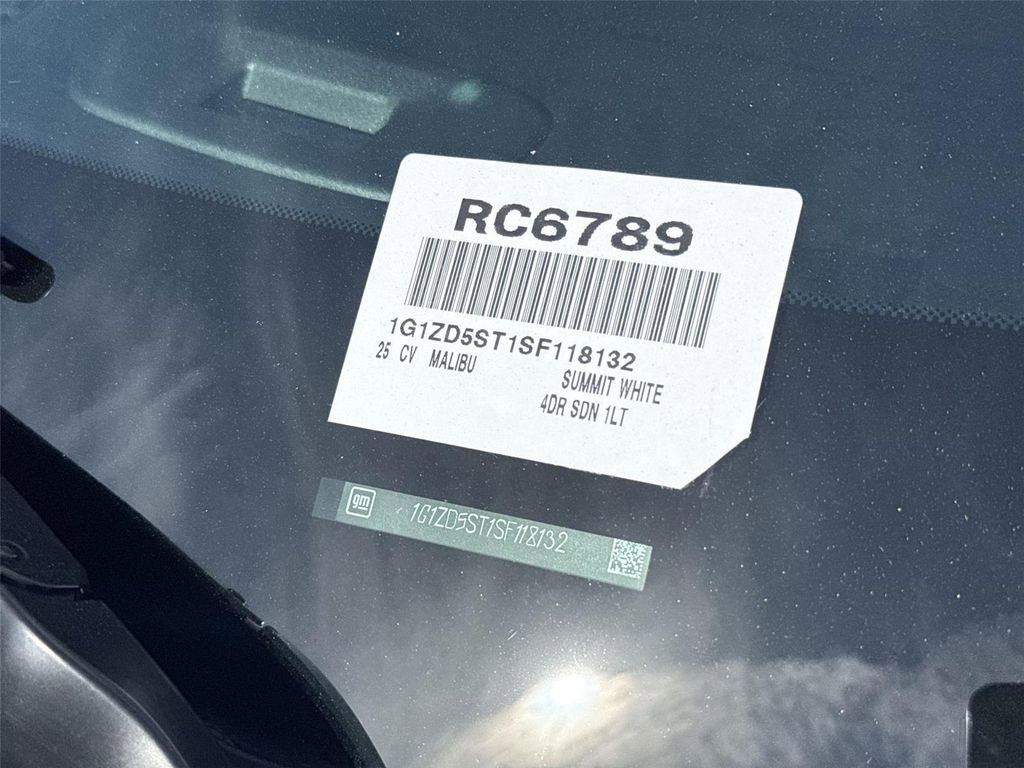 RC6789
1G1ZD5ST1SF118132
25 CV MALIBU
SUMMIT WHITE
4DR SDN 1LT
gm 1G1ZD5ST1SF118132